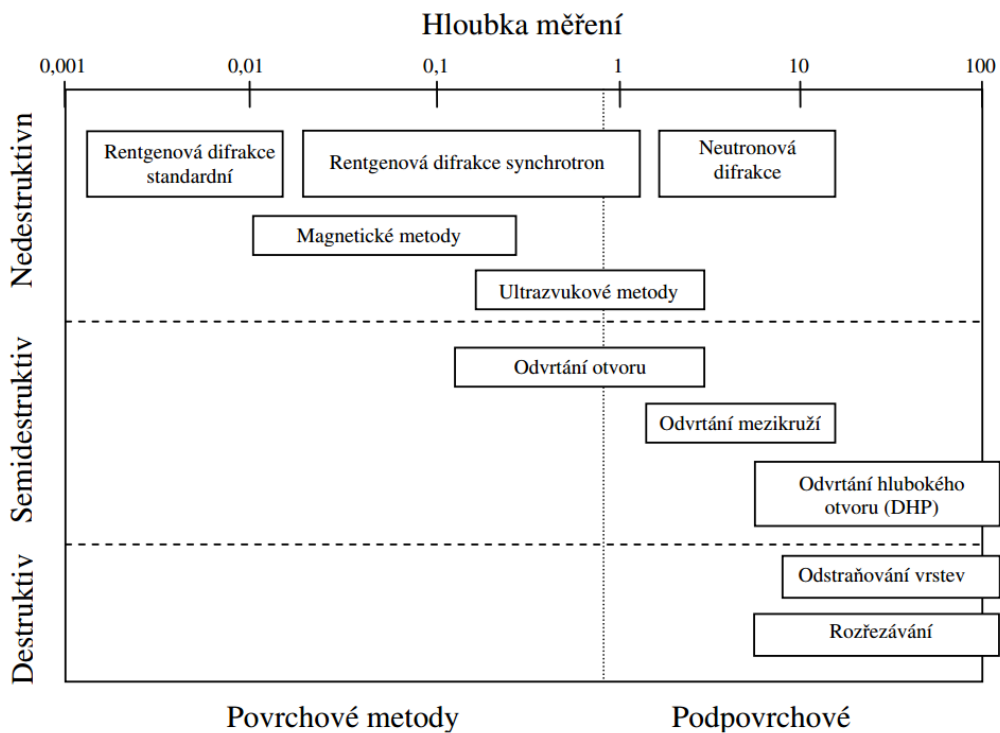 Hloubka měření
0,001 0,01 0,1 1 10 100
Nedestruktivn
Rentgenová difrakce
standardní
Rentgenová difrakce synchrotron
Neutronová
difrakce
Magnetické metody
Ultrazvukové metody
Semidestruktiv
Odvrtání otvoru
Odvrtání mezikruží
Odvrtání hlubokého
otvoru (DHP)
Destruktiv
Odstraňování vrstev
Rozřezávání
Povrchové metody
Podpovrchové